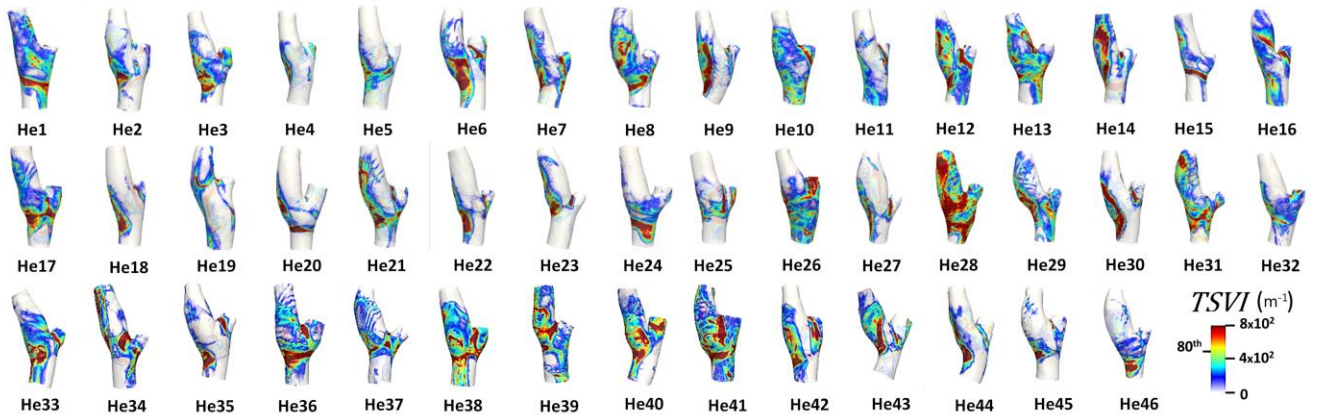 He1 He2 He3 He4 He5 He6 He7 He8 He9 He10 He11 He12 He13 He14 He15 He16
He17 He18 He19 He20 He21 He22 He23 He24 He25 He26 He27 He28 He29 He30 He31 He32
TSVI (m⁻¹)
8x10²
80ᵗʰ
4x10²
0
He33 He34 He35 He36 He37 He38 He39 He40 He41 He42 He43 He44 He45 He46